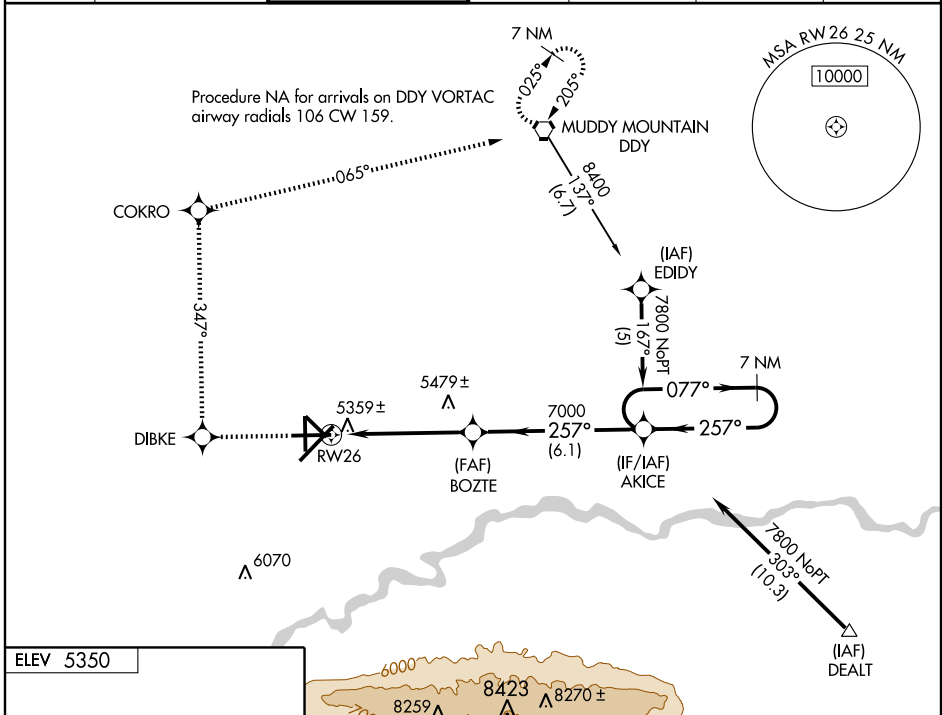 7 NM
MSA RW26 25 NM
10000
025°
205°
Procedure NA for arrivals on DDY VORTAC
airway radials 106 CW 159.
MUDDY MOUNTAIN
DDY
065°
8400
137°
(6.7)
COKRO
(IAF)
EDIDY
7800 NoPT
167°
(5)
347°
7 NM
077°
5479±
5359±
7000
257°
(6.1)
257°
DIBKE
RW26
(FAF)
BOZTE
(IF/IAF)
AKICE
6070
7800 NoPT
303°
(10.3)
(IAF)
DEALT
ELEV 5350
6000
8423
8270±
8259